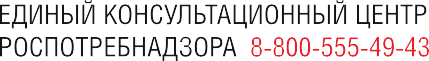 ЕДИНЫЙ КОНСУЛЬТАЦИОННЫЙ ЦЕНТР
РОСПОТРЕБНАДЗОРА 8-800-555-49-43